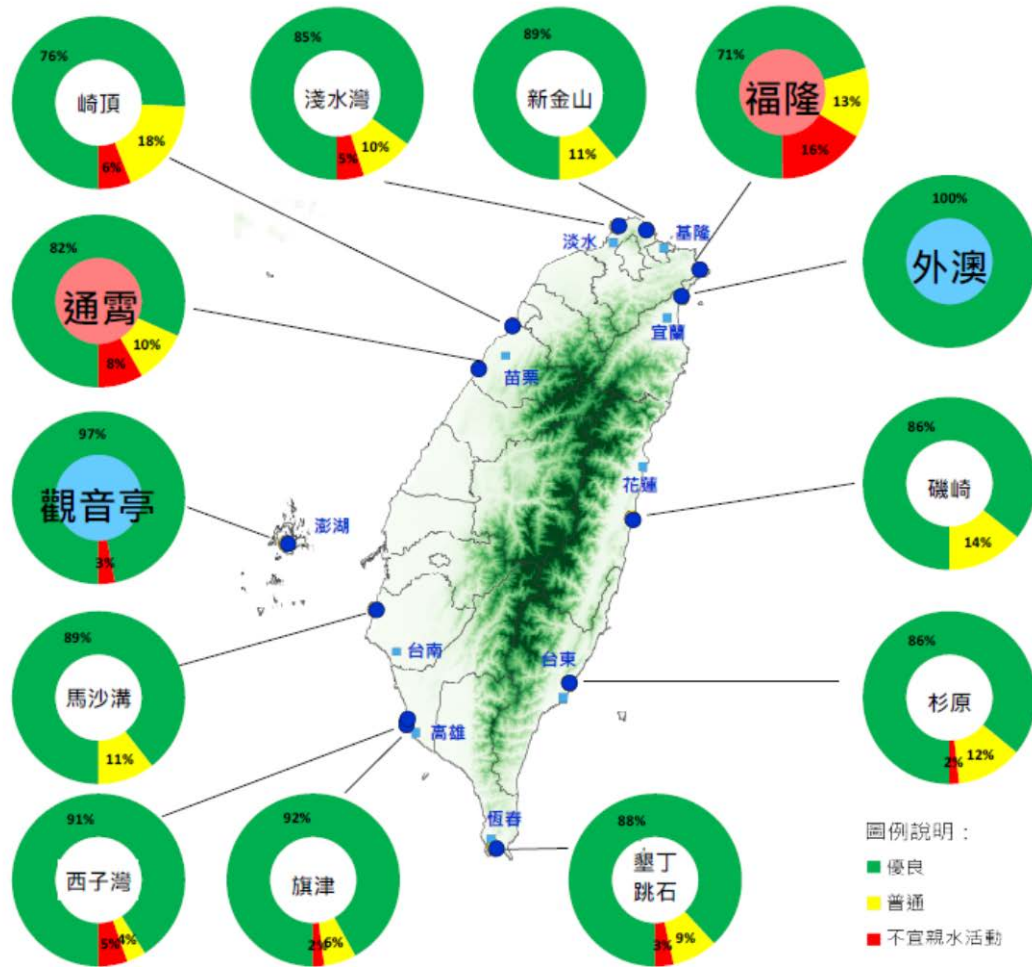 76%
崎頂
18%
6%
85%
淺水灣
10%
5%
89%
新金山
11%
71%
福隆
13%
16%
82%
通霄
10%
8%
100%
外澳
97%
觀音亭
3%
86%
磯崎
14%
89%
馬沙溝
11%
86%
杉原
12%
2%
91%
西子灣
4%
5%
92%
旗津
6%
2%
88%
墾丁
跳石
9%
3%
淡水
基隆
宜蘭
苗栗
花蓮
澎湖
台南
台東
高雄
恆春
圖例說明：
優良
普通
不宜親水活動